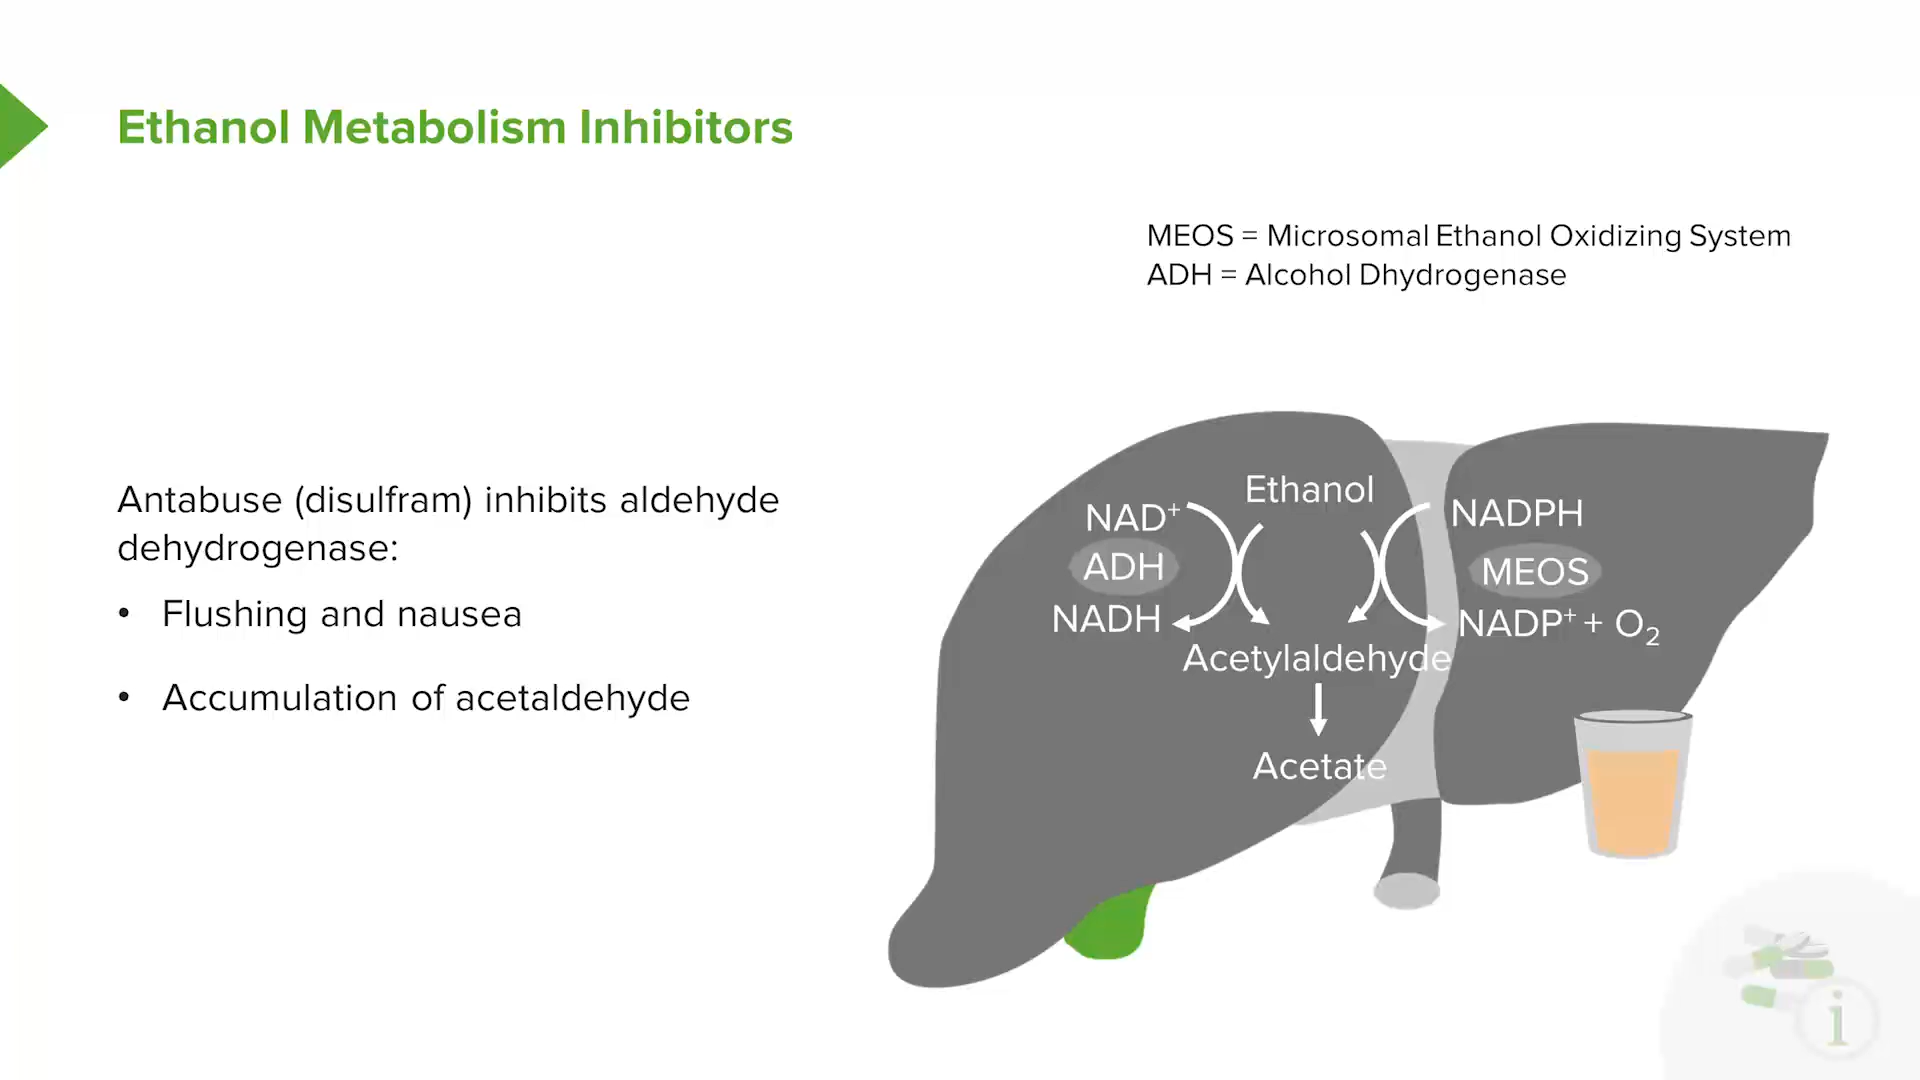 Ethanol Metabolism Inhibitors
MEOS = Microsomal Ethanol Oxidizing System
ADH = Alcohol Dhydrogenase
Antabuse (disulfram) inhibits aldehyde
dehydrogenase:
• Flushing and nausea
• Accumulation of acetaldehyde
Ethanol
NAD⁺
ADH
NADH
NADPH
MEOS
NADP⁺ + O₂
Acetylaldehyde
Acetate
i